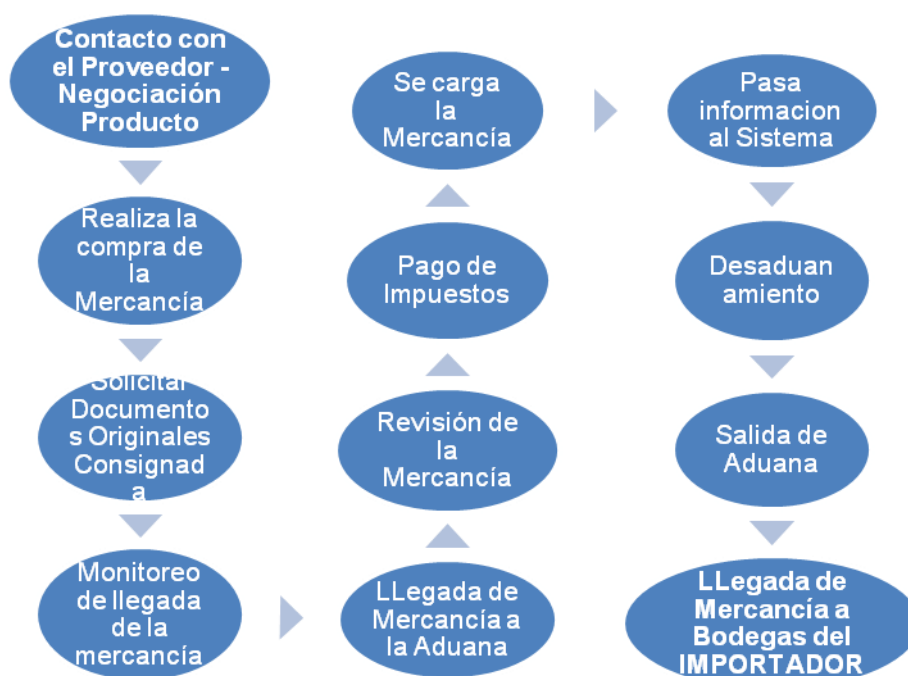 Contacto con
el Proveedor -
Negociación
Producto
Realiza la
compra de
la
Mercancía
Solicitar
Documento
s Originales
Consignad
a
Monitoreo
de llegada
de la
mercancía
LLegada de
Mercancía a
la Aduana
Revisión de
la
Mercancía
Pago de
Impuestos
Se carga
la
Mercancía
Pasa
informacion
al Sistema
Desaduan
amiento
Salida de
Aduana
LLegada de
Mercancía a
Bodegas del
IMPORTADOR